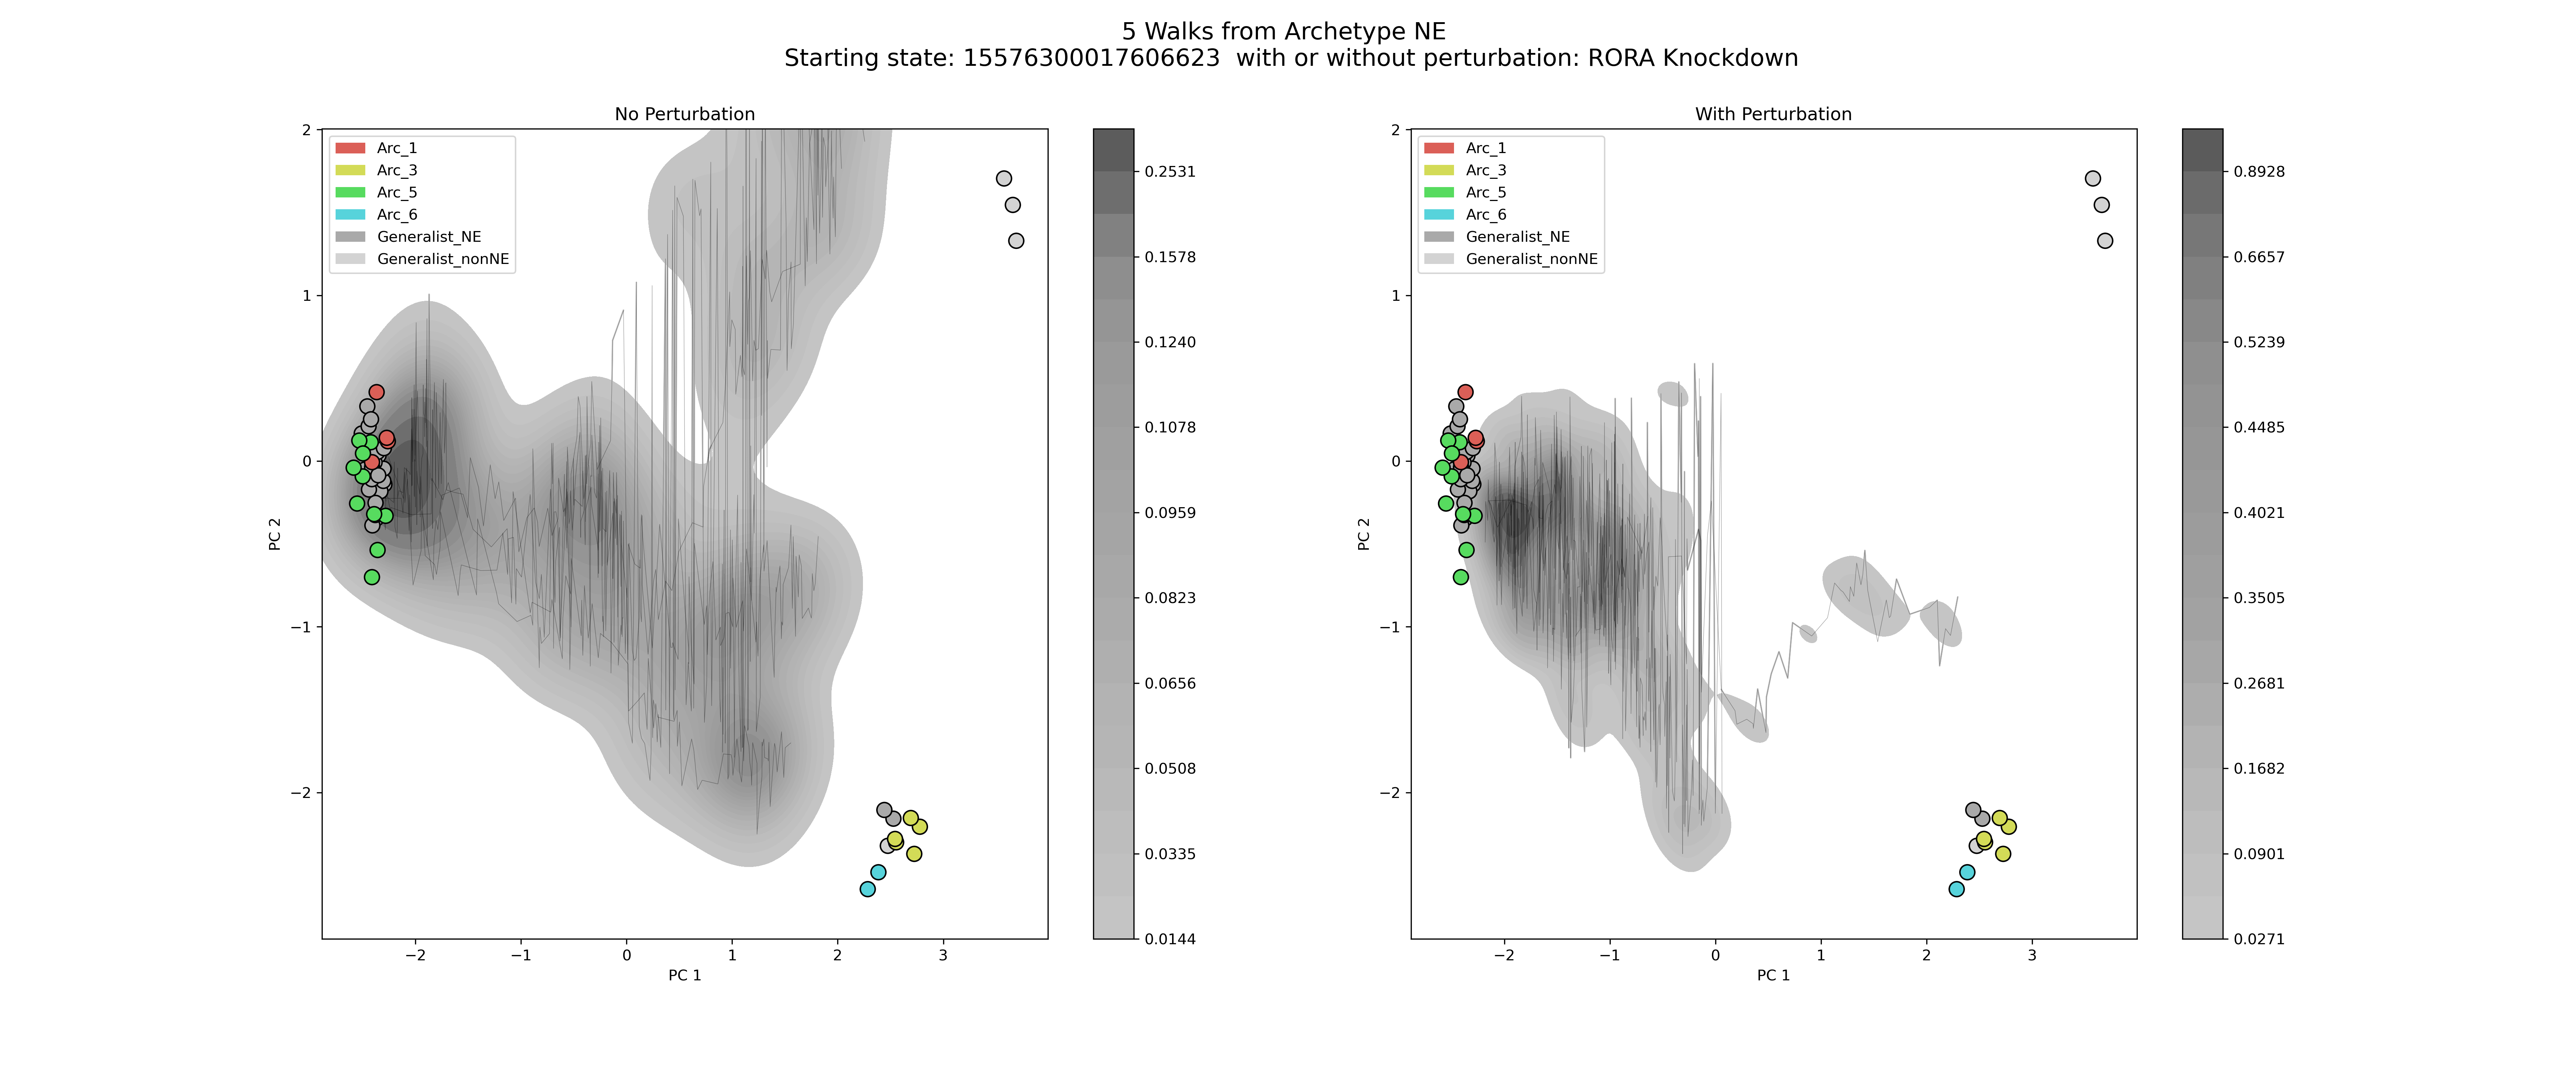 5 Walks from Archetype NE
Starting state: 15576300017606623  with or without perturbation: RORA Knockdown
No Perturbation
Arc_1
Arc_3
Arc_5
Arc_6
Generalist_NE
Generalist_nonNE
2
1
0
−1
−2
PC 2
−2
−1
0
1
2
3
PC 1
0.2531
0.1578
0.1240
0.1078
0.0959
0.0823
0.0656
0.0508
0.0335
0.0144
With Perturbation
Arc_1
Arc_3
Arc_5
Arc_6
Generalist_NE
Generalist_nonNE
2
1
0
−1
−2
PC 2
−2
−1
0
1
2
3
PC 1
0.8928
0.6657
0.5239
0.4485
0.4021
0.3505
0.2681
0.1682
0.0901
0.0271